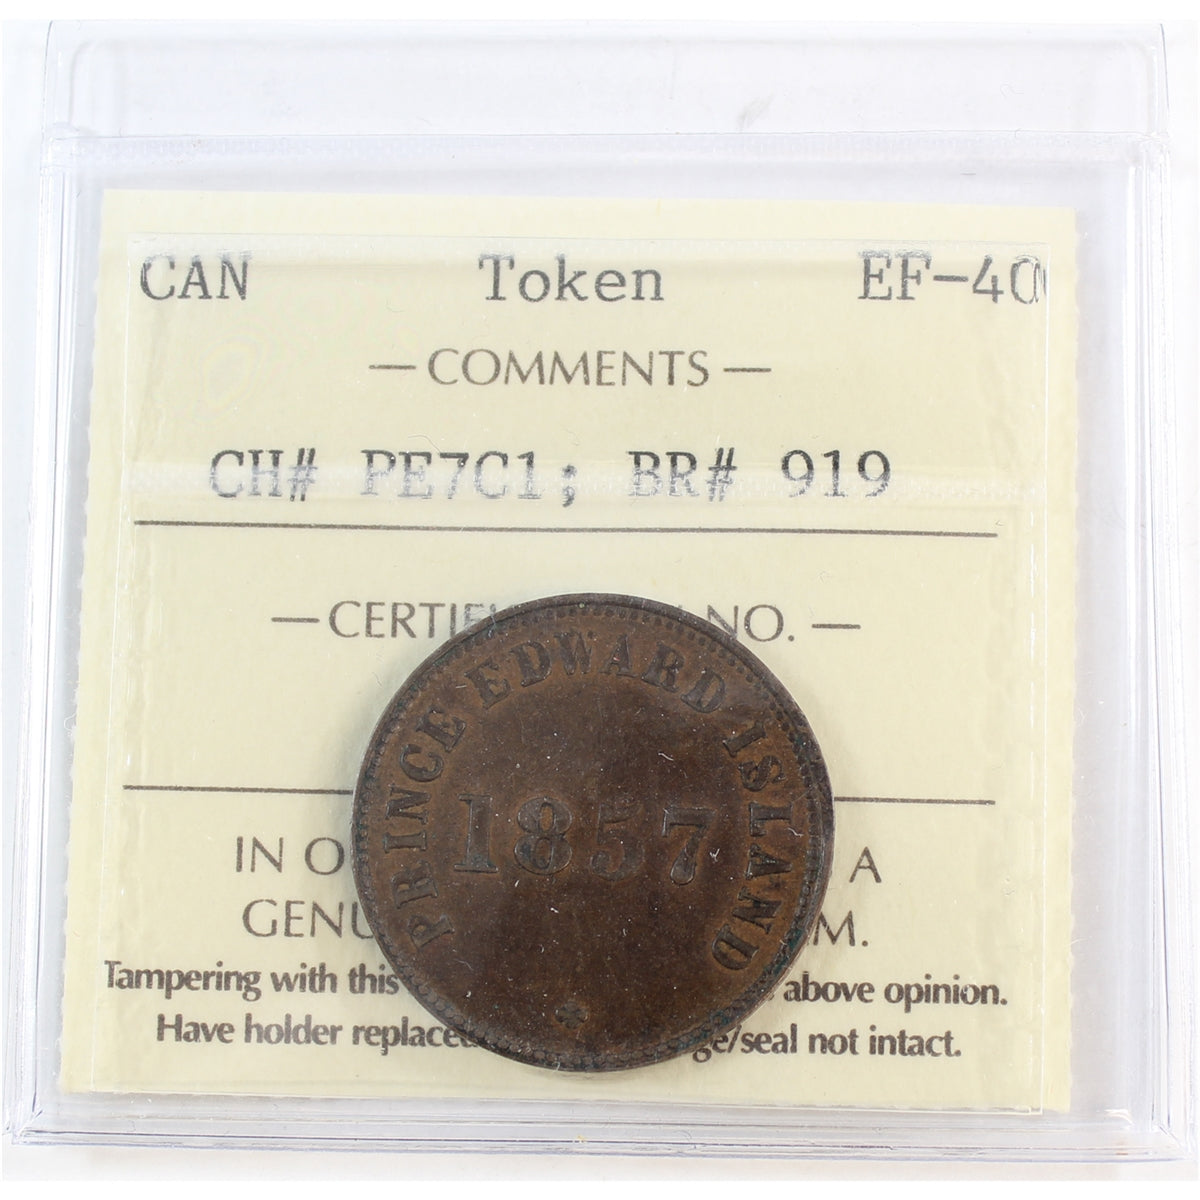 CAN Token EF-40
— COMMENTS —
CH# PE7C1; BR# 919
— CERTIF NO. —
PRINCE EDWARD ISLAND
1857
IN O A
GENU M.
Tampering with this above opinion.
Have holder replaced ge/seal not intact.